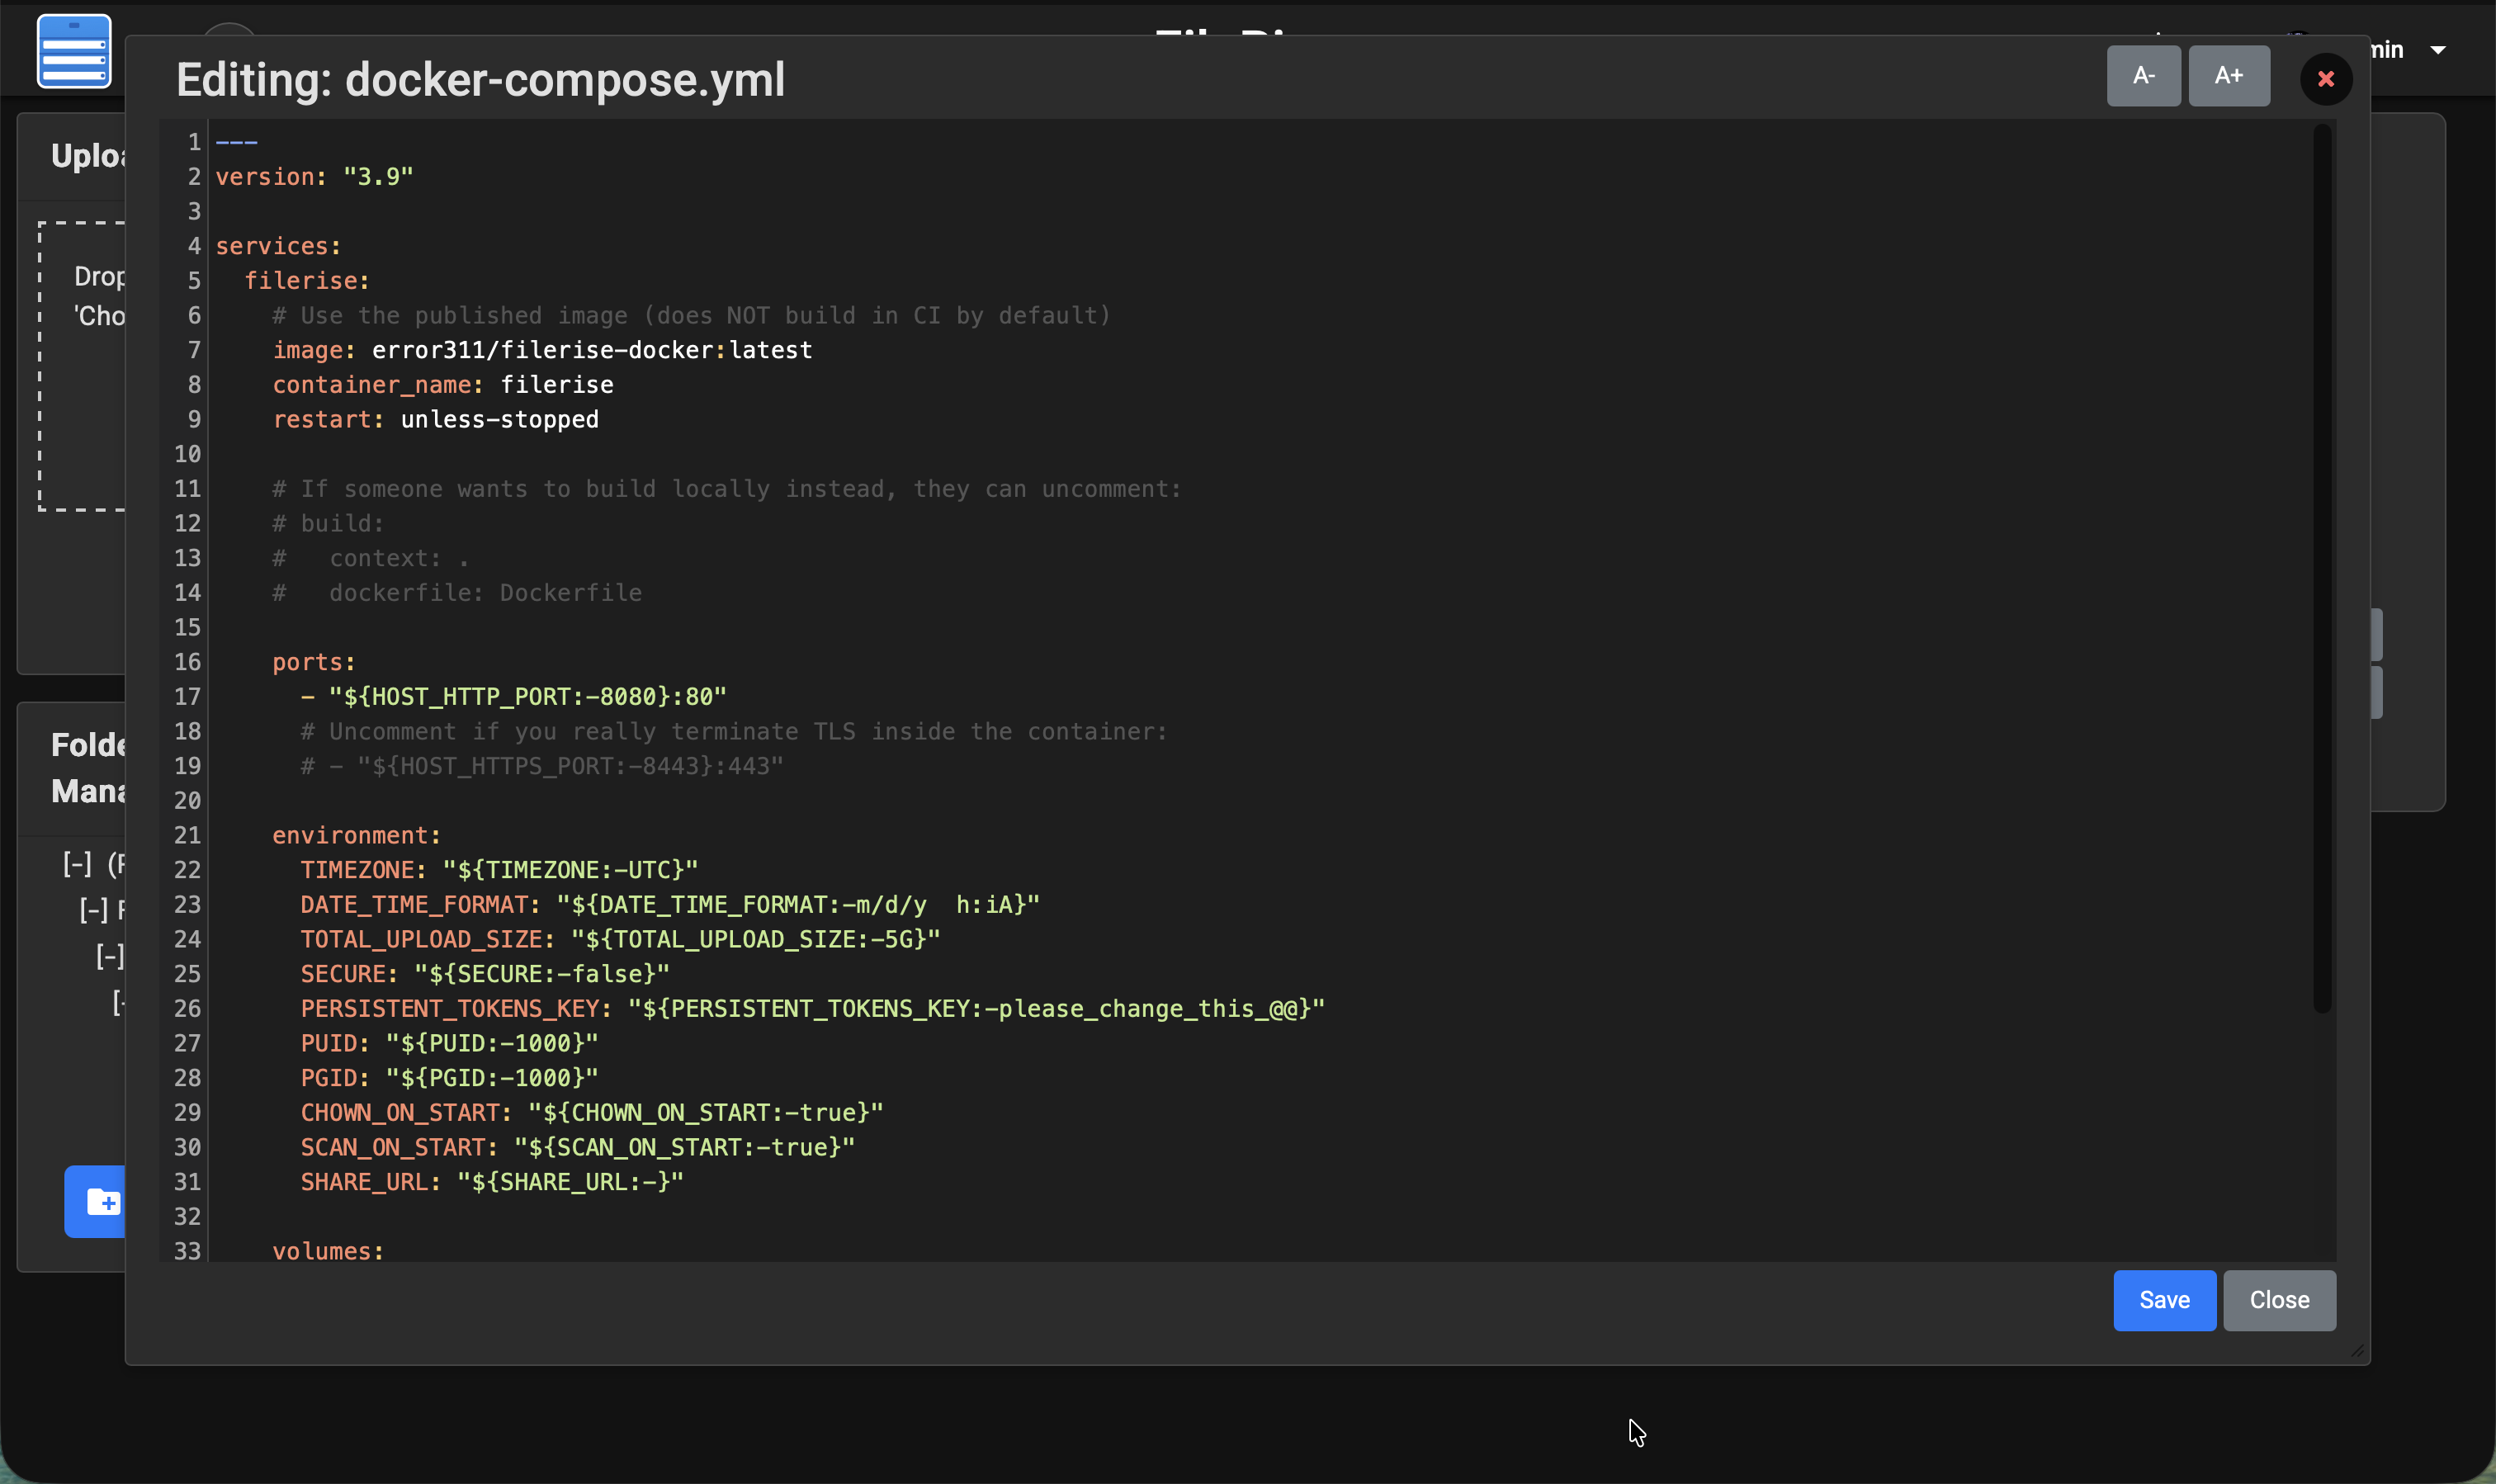 Editing: docker-compose.yml
A-
A+
Drop
'Cho
1 ---
2 version: "3.9"
3
4 services:
5   filerise:
6     # Use the published image (does NOT build in CI by default)
7     image: error311/filerise-docker:latest
8     container_name: filerise
9     restart: unless-stopped
10
11     # If someone wants to build locally instead, they can uncomment:
12     # build:
13     #   context: .
14     #   dockerfile: Dockerfile
15
16     ports:
17       - "${HOST_HTTP_PORT:-8080}:80"
18       # Uncomment if you really terminate TLS inside the container:
19       # - "${HOST_HTTPS_PORT:-8443}:443"
20
21     environment:
22       TIMEZONE: "${TIMEZONE:-UTC}"
23       DATE_TIME_FORMAT: "${DATE_TIME_FORMAT:-m/d/y  h:iA}"
24       TOTAL_UPLOAD_SIZE: "${TOTAL_UPLOAD_SIZE:-5G}"
25       SECURE: "${SECURE:-false}"
26       PERSISTENT_TOKENS_KEY: "${PERSISTENT_TOKENS_KEY:-please_change_this_@@}"
27       PUID: "${PUID:-1000}"
28       PGID: "${PGID:-1000}"
29       CHOWN_ON_START: "${CHOWN_ON_START:-true}"
30       SCAN_ON_START: "${SCAN_ON_START:-true}"
31       SHARE_URL: "${SHARE_URL:-}"
32
33     volumes:
Save
Close